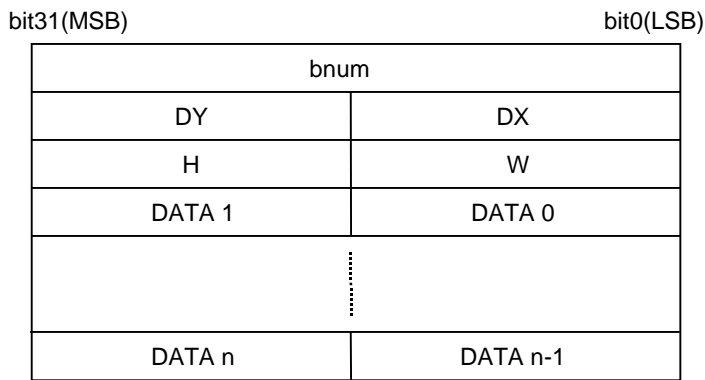 bit31(MSB) bit0(LSB)
bnum
DY DX
H W
DATA 1 DATA 0
DATA n DATA n-1